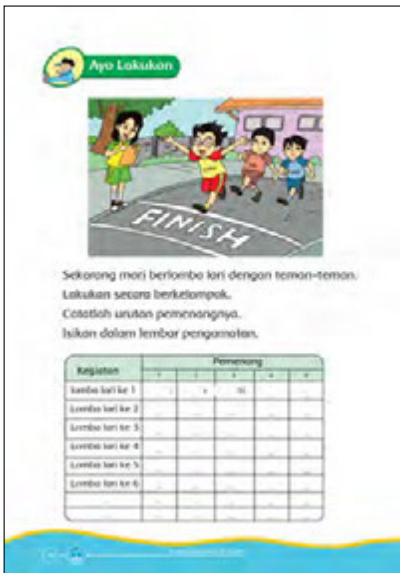 Ayo Lakukan
FINISH
Sekarang mari berlomba lari dengan teman-teman.
Lakukan secara berkelompok.
Catatlah urutan pemenangnya.
Isikan dalam lembar pengamatan.
Kegiatan
Pemenang
Lomba lari ke 1
Lomba lari ke 2
Lomba lari ke 3
Lomba lari ke 4
Lomba lari ke 5
Lomba lari ke 6